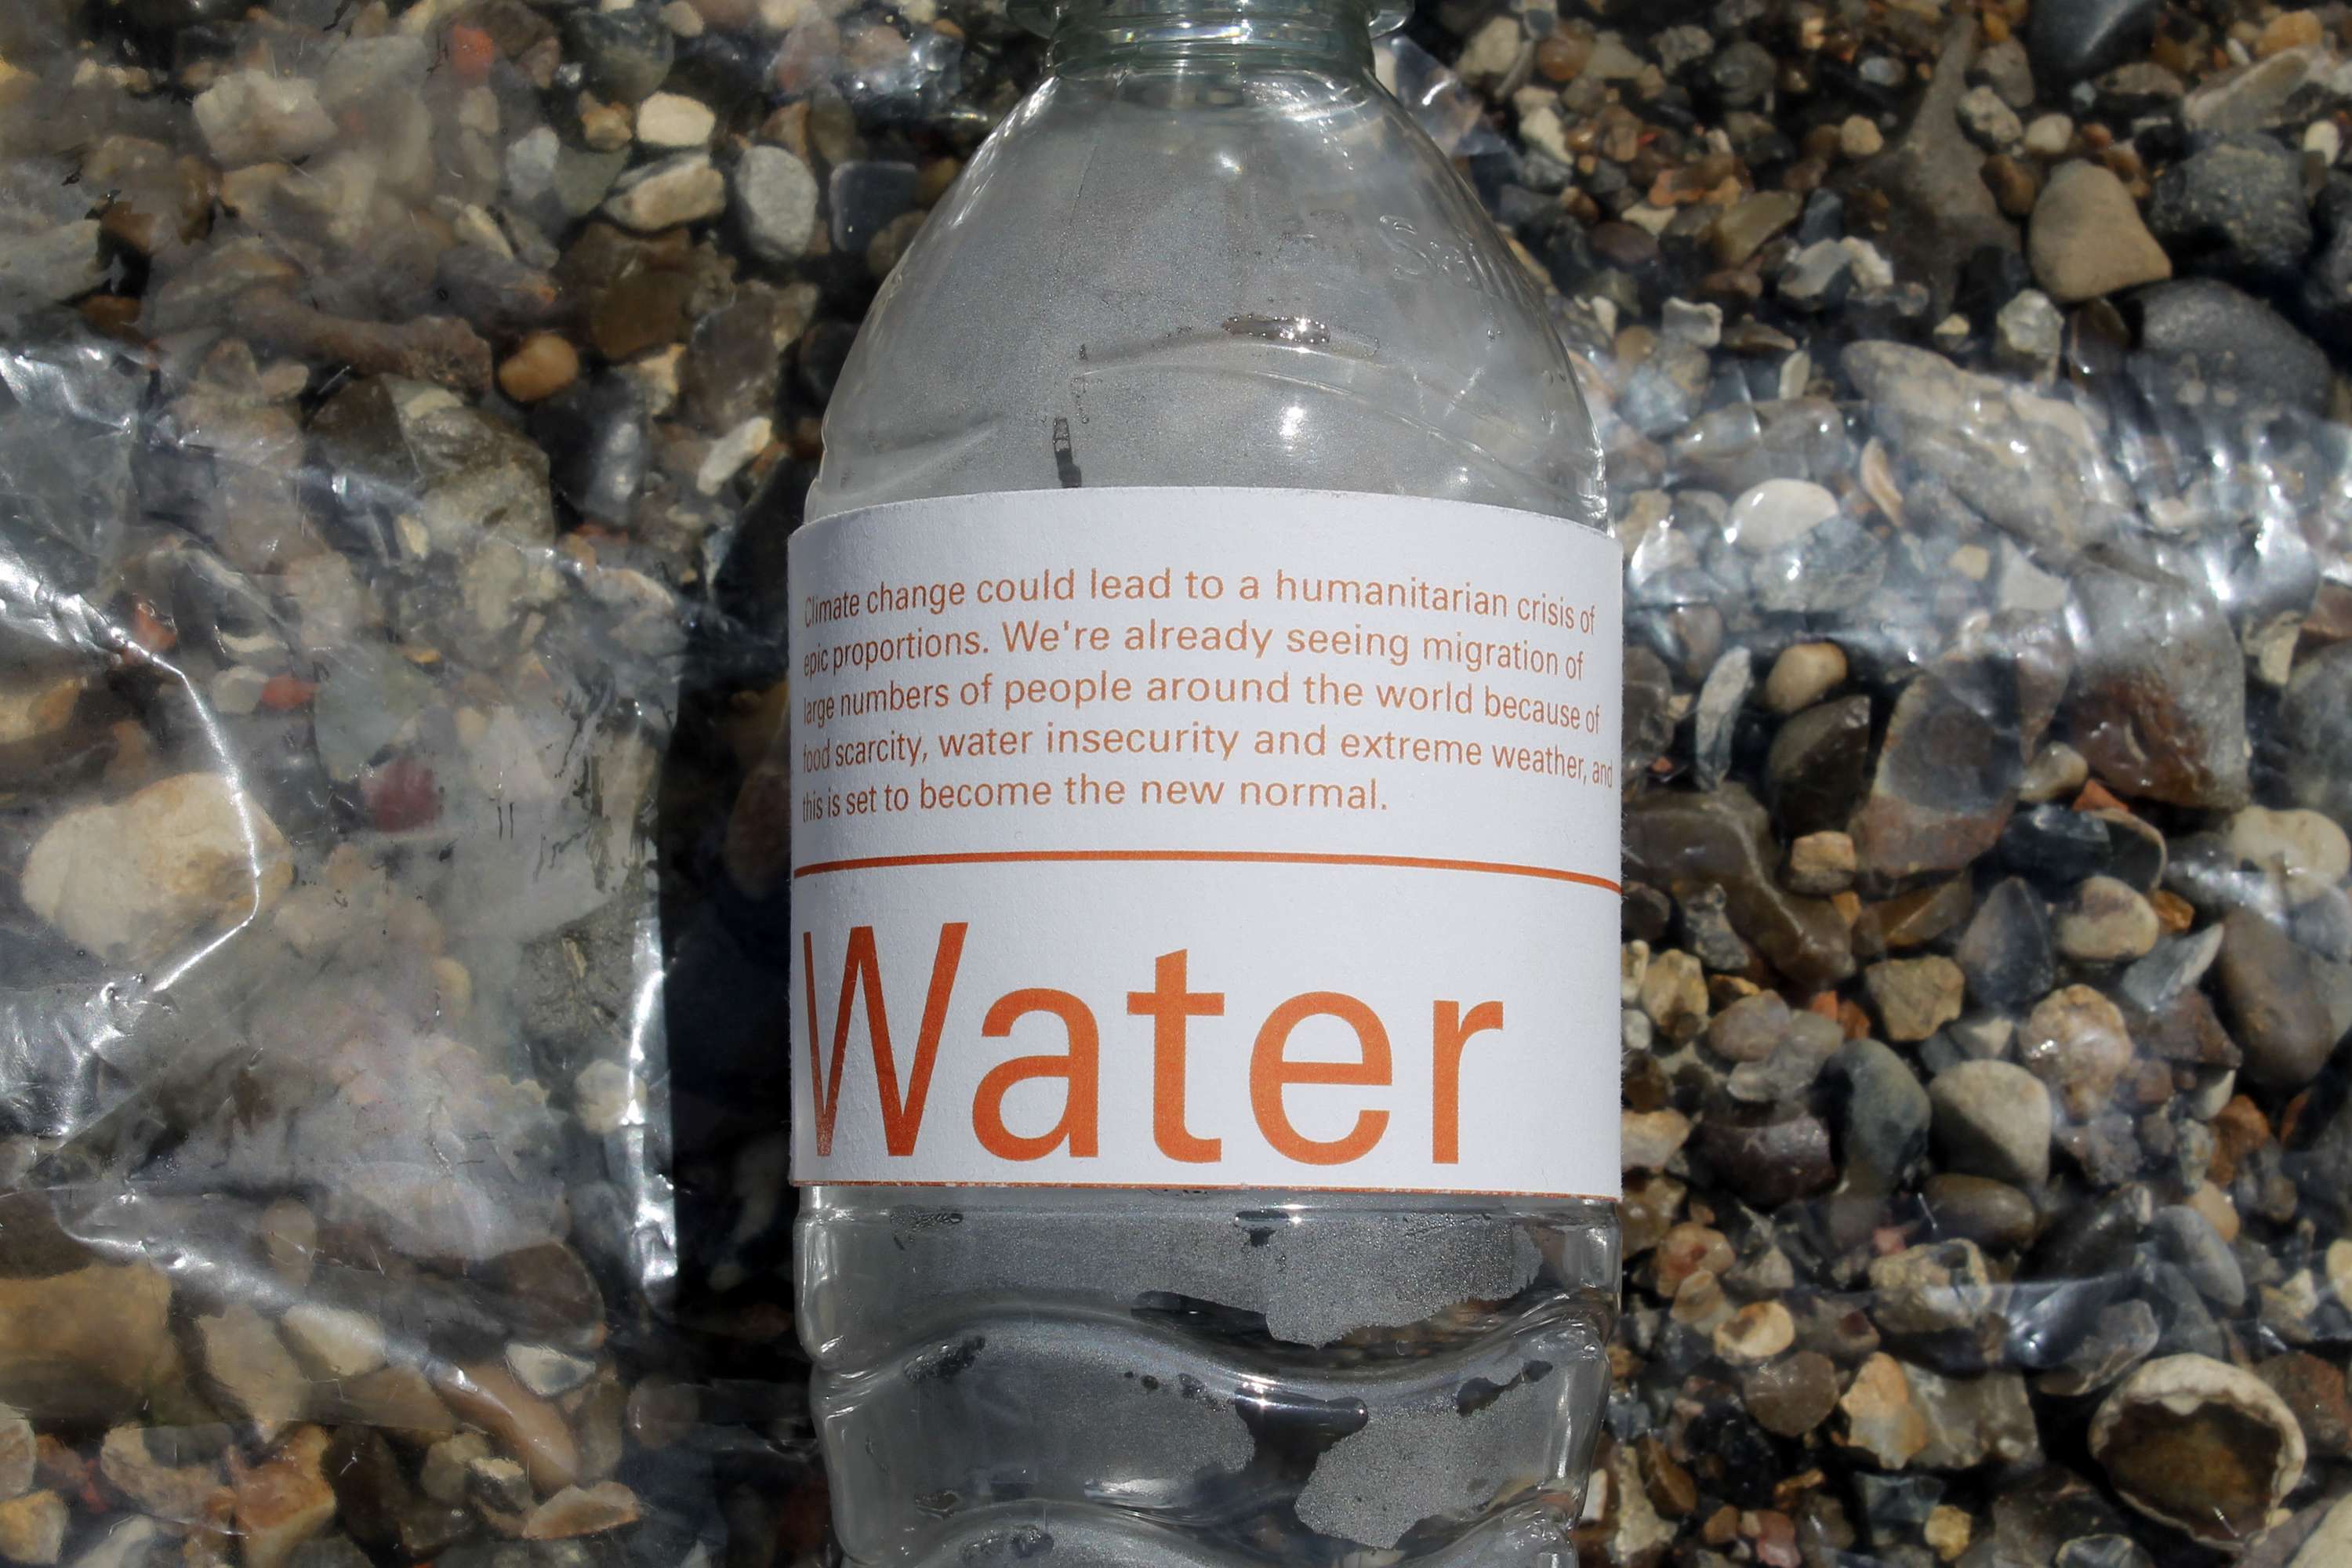 Climate change could lead to a humanitarian crisis of
epic proportions. We're already seeing migration of
large numbers of people around the world because of
food scarcity, water insecurity and extreme weather, and
this is set to become the new normal.
Water